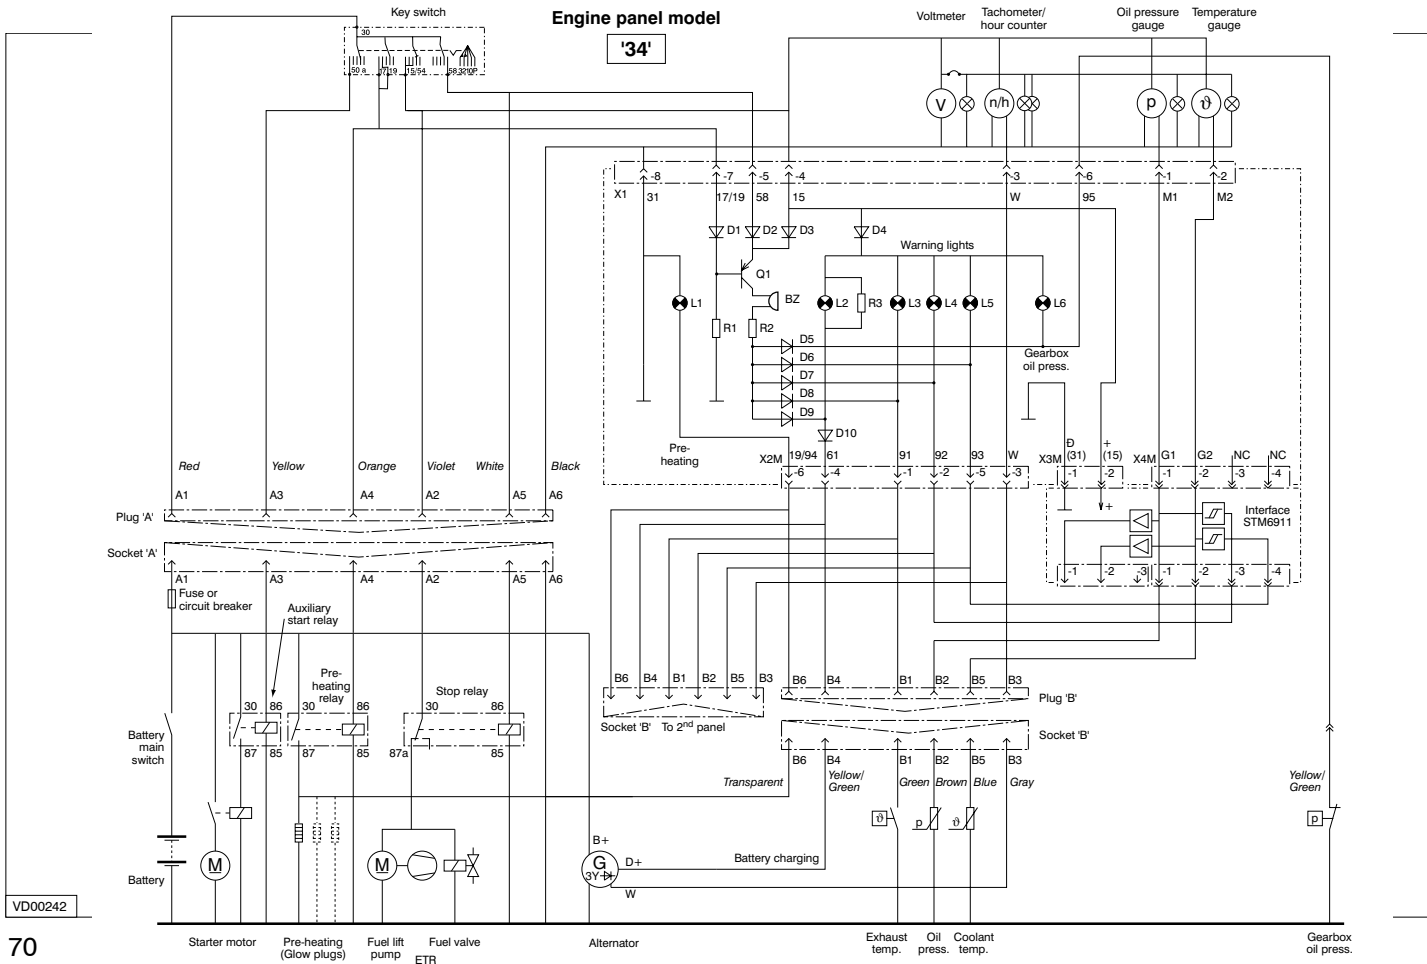 Engine panel model
'34'
Key switch
30
50 a
17/19
15/54
58
3210P
Voltmeter
Tachometer/
hour counter
Oil pressure
gauge
Temperature
gauge
V
n/h
p
ϑ
-8
-7
-5
-4
-3
-6
-1
-2
X1
31
17/19
58
15
W
95
M1
M2
D1
D2
D3
D4
Warning lights
Q1
BZ
L1
L2
R3
L3
L4
L5
L6
R1
R2
D5
D6
D7
D8
D9
D10
Gearbox
oil press.
Pre-
heating
X2M
19/94
61
91
92
93
W
-6
-4
-1
-2
-5
-3
X3M
Đ
(31)
+
(15)
-1
-2
X4M
G1
G2
NC
NC
-1
-2
-3
-4
+
Interface
STM6911
-1
-2
-3
-1
-2
-3
-4
Red
Yellow
Orange
Violet
White
Black
A1
A3
A4
A2
A5
A6
Plug 'A'
Socket 'A'
A1
A3
A4
A2
A5
A6
Fuse or
circuit breaker
Auxiliary
start relay
Pre-
heating
relay
Stop relay
30
86
30
86
30
86
87
85
87
85
87a
85
Battery
main
switch
Battery
M
M
B6
B4
B1
B2
B5
B3
Socket 'B'
To 2nd panel
B6
B4
B1
B2
B5
B3
Plug 'B'
Socket 'B'
B6
B4
B1
B2
B5
B3
Transparent
Yellow/
Green
Green
Brown
Blue
Gray
ϑ
p
ϑ
B+
G
3Y
D+
W
Battery charging
Yellow/
Green
p
Starter motor
Pre-heating
(Glow plugs)
Fuel lift
pump
ETR
Fuel valve
Alternator
Exhaust
temp.
Oil
press.
Coolant
temp.
Gearbox
oil press.
VD00242
70